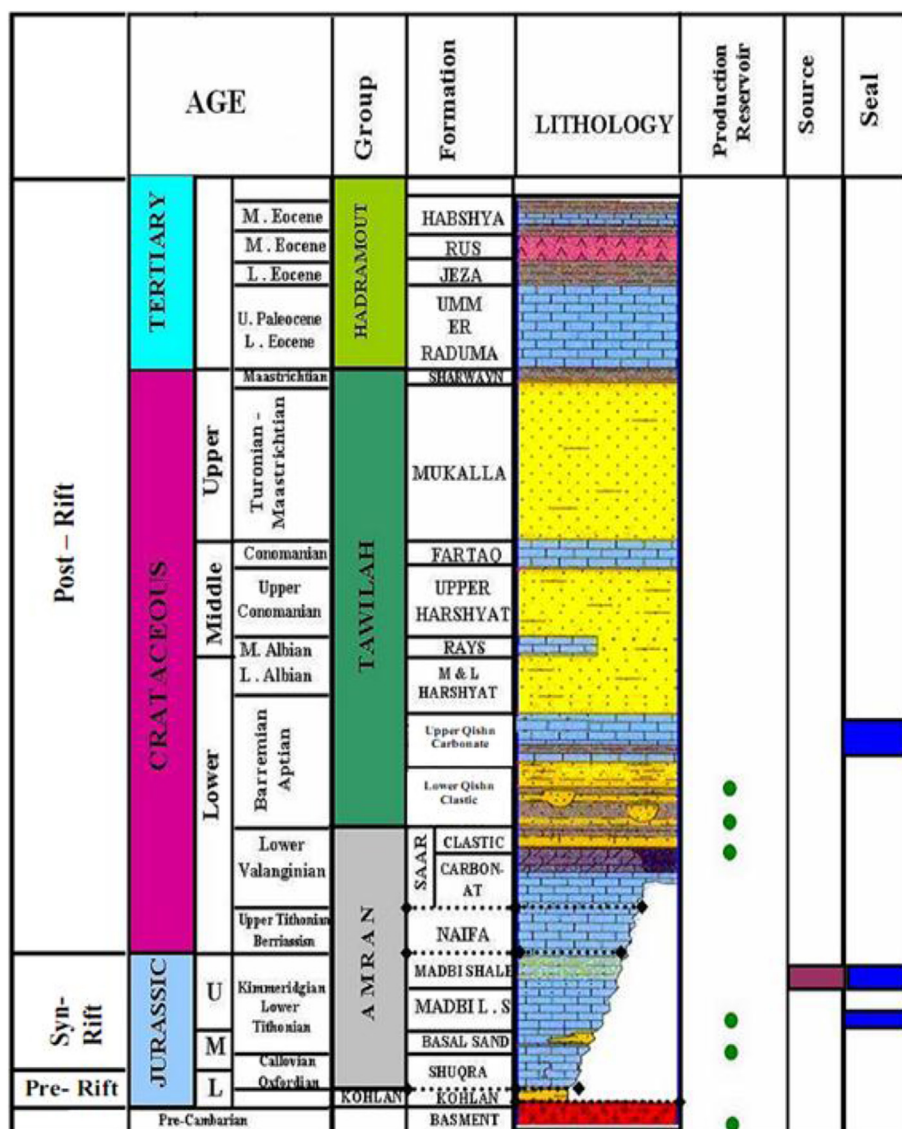 AGE
Group
Formation
LITHOLOGY
Production
Reservoir
Source
Seal
Post – Rift
Syn-
Rift
Pre- Rift
TERTIARY
CRATACEOUS
JURASSIC
Upper
Middle
Lower
U
M
L
M . Eocene
M . Eocene
L . Eocene
U. Paleocene
L . Eocene
Maastrichtian
Turonian –
Maastrichtian
Conomanian
Upper
Conomanian
M. Albian
L . Albian
Barremian
Aptian
Lower
Valanginian
Upper Tithonian
Berriassim
Kimmeridgian
Lower
Tithonian
Callovian
Oxfordian
Pre-Cambarian
HADRAMOUT
TAWILAH
AMRAN
KOHLAN
HABSHYA
RUS
JEZA
UMM
ER
RADUMA
SHARWAYN
MUKALLA
FARTAQ
UPPER
HARSHYAT
RAYS
M & L
HARSHYAT
Upper Qishn
Carbonate
Lower Qishn
Clastic
SAAR
CLASTIC
CARBON-
AT
NAIFA
MADBI SHALE
MADBI L . S
BASAL SAND
SHUQRA
KOHLAN
BASMENT